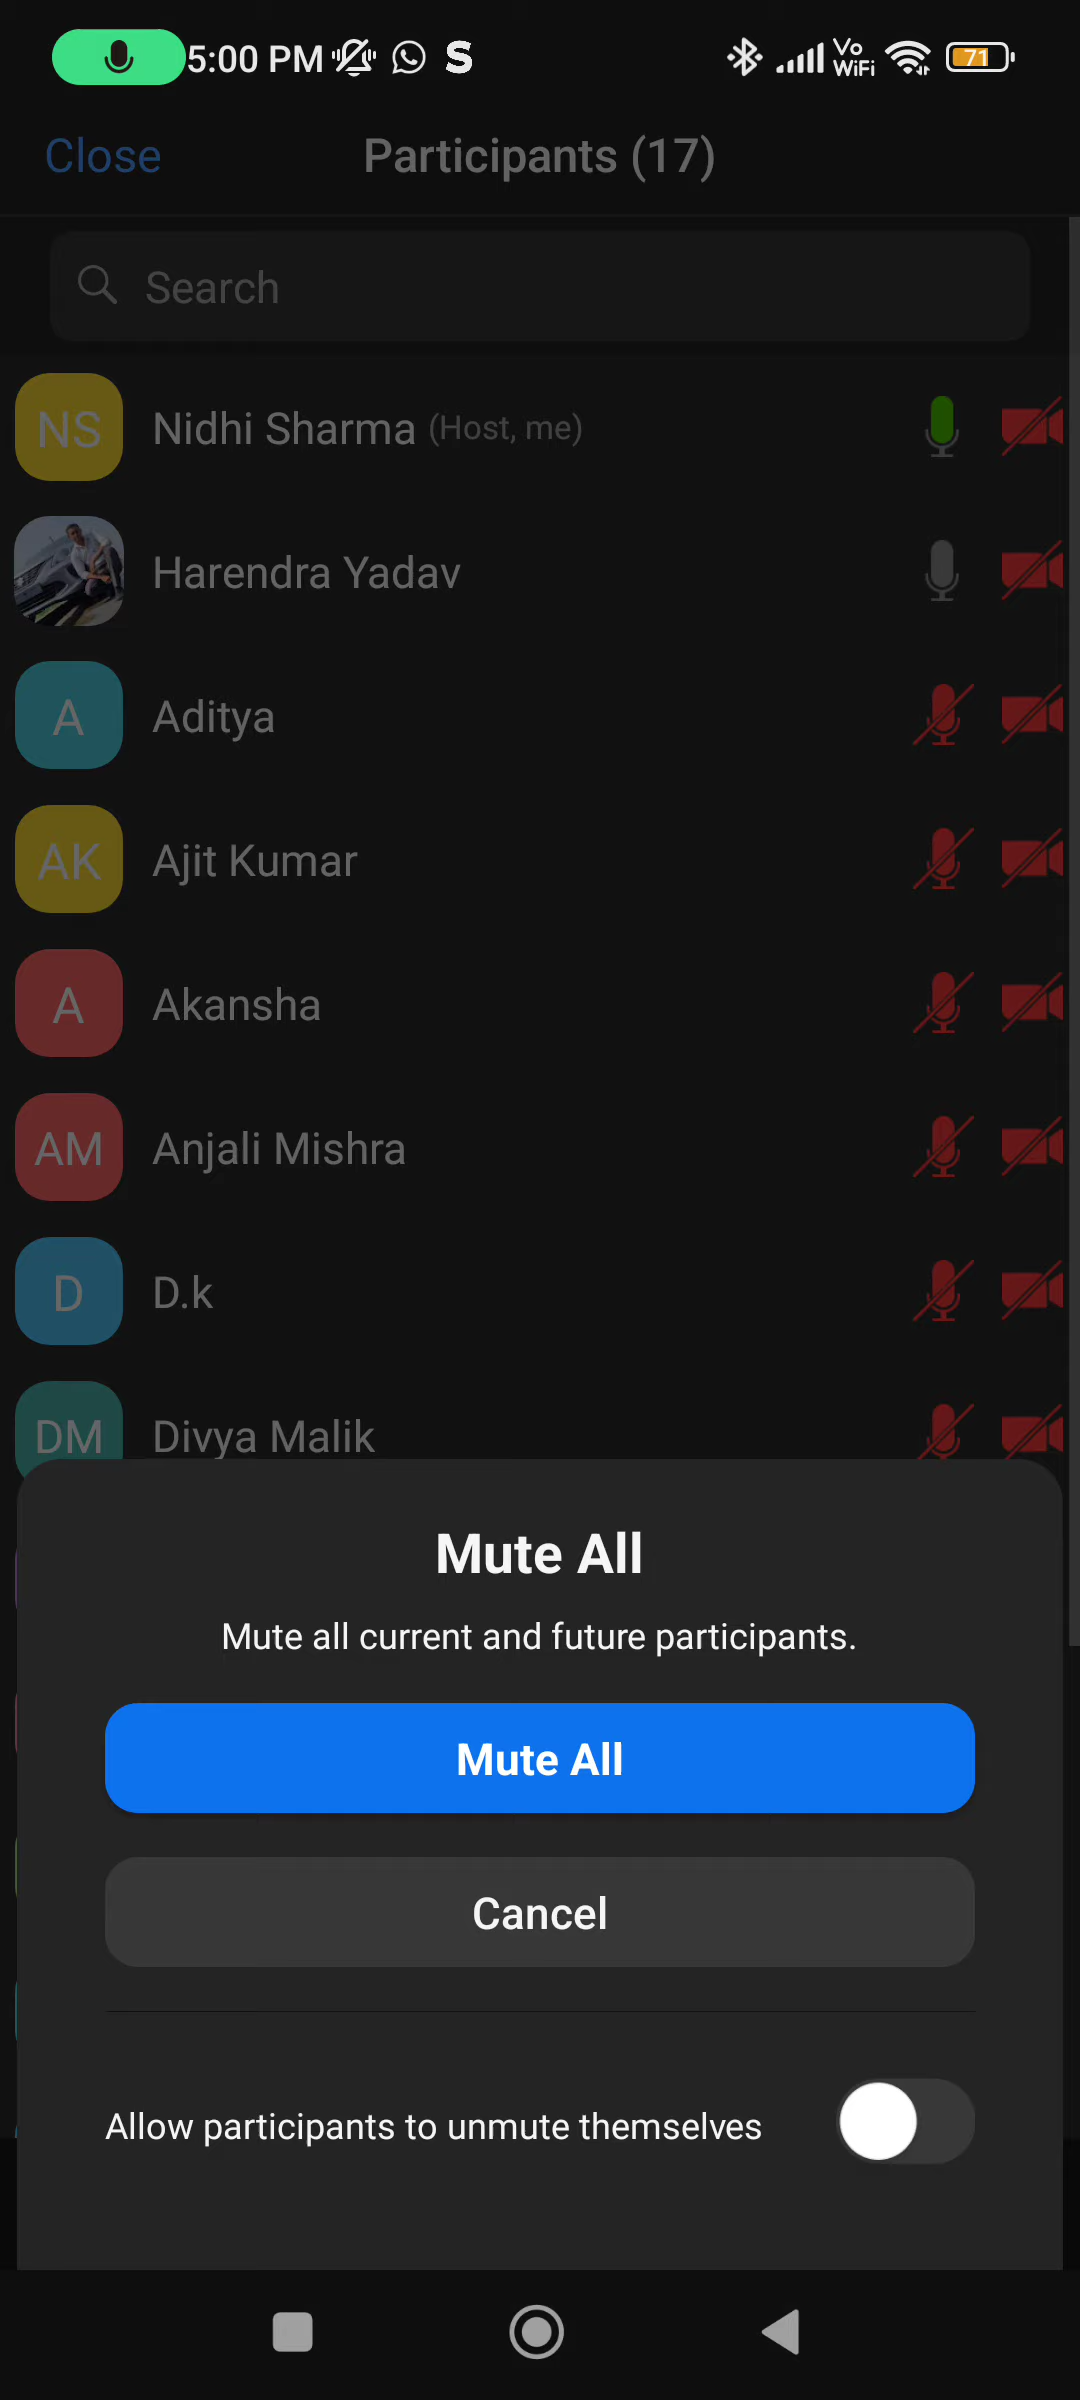 5:00 PM S Vo WiFi 71
Close Participants (17)
Search
NS Nidhi Sharma (Host, me)
Harendra Yadav
A Aditya
AK Ajit Kumar
A Akansha
AM Anjali Mishra
D D.k
DM Divya Malik
Mute All
Mute all current and future participants.
Mute All
Cancel
Allow participants to unmute themselves